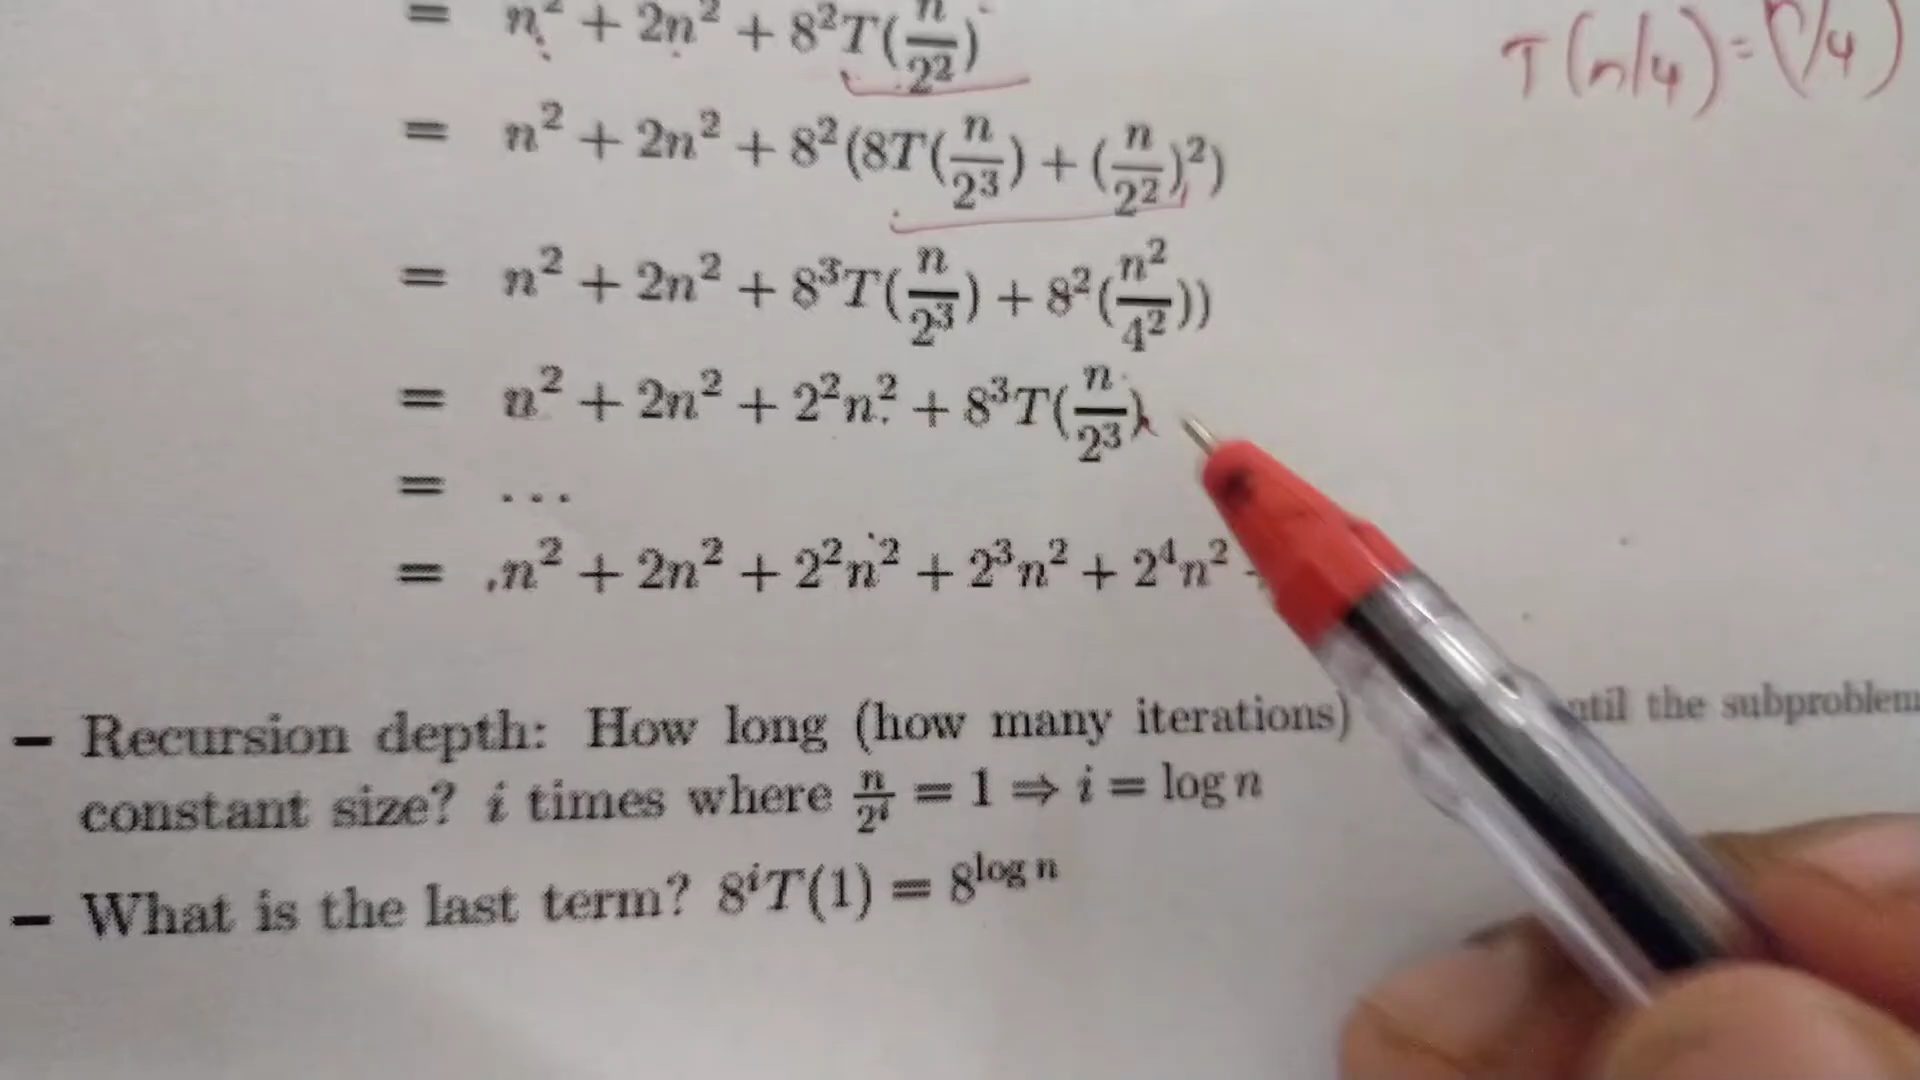 = n² + 2n² + 8²T(n/2²)
T(n/4) = (n/4)
= n² + 2n² + 8²(8T(n/2³) + (n/2²)²)
= n² + 2n² + 8³T(n/2³) + 8²(n²/4²))
= n² + 2n² + 2²n² + 8³T(n/2³)
= ...
= n² + 2n² + 2²n² + 2³n² + 2⁴n²
– Recursion depth: How long (how many iterations) until the subproblem
constant size? i times where n/2ⁱ = 1 ⇒ i = log n
– What is the last term? 8ⁱT(1) = 8^(log n)